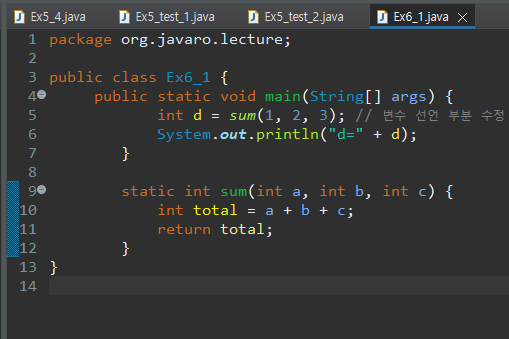 Ex5_4.java Ex5_test_1.java Ex5_test_2.java Ex6_1.java
1 package org.javaro.lecture;
2
3 public class Ex6_1 {
4 public static void main(String[] args) {
5 int d = sum(1, 2, 3); // 변수 선언 부분 수정
6 System.out.println("d=" + d);
7 }
8
9 static int sum(int a, int b, int c) {
10 int total = a + b + c;
11 return total;
12 }
13 }
14